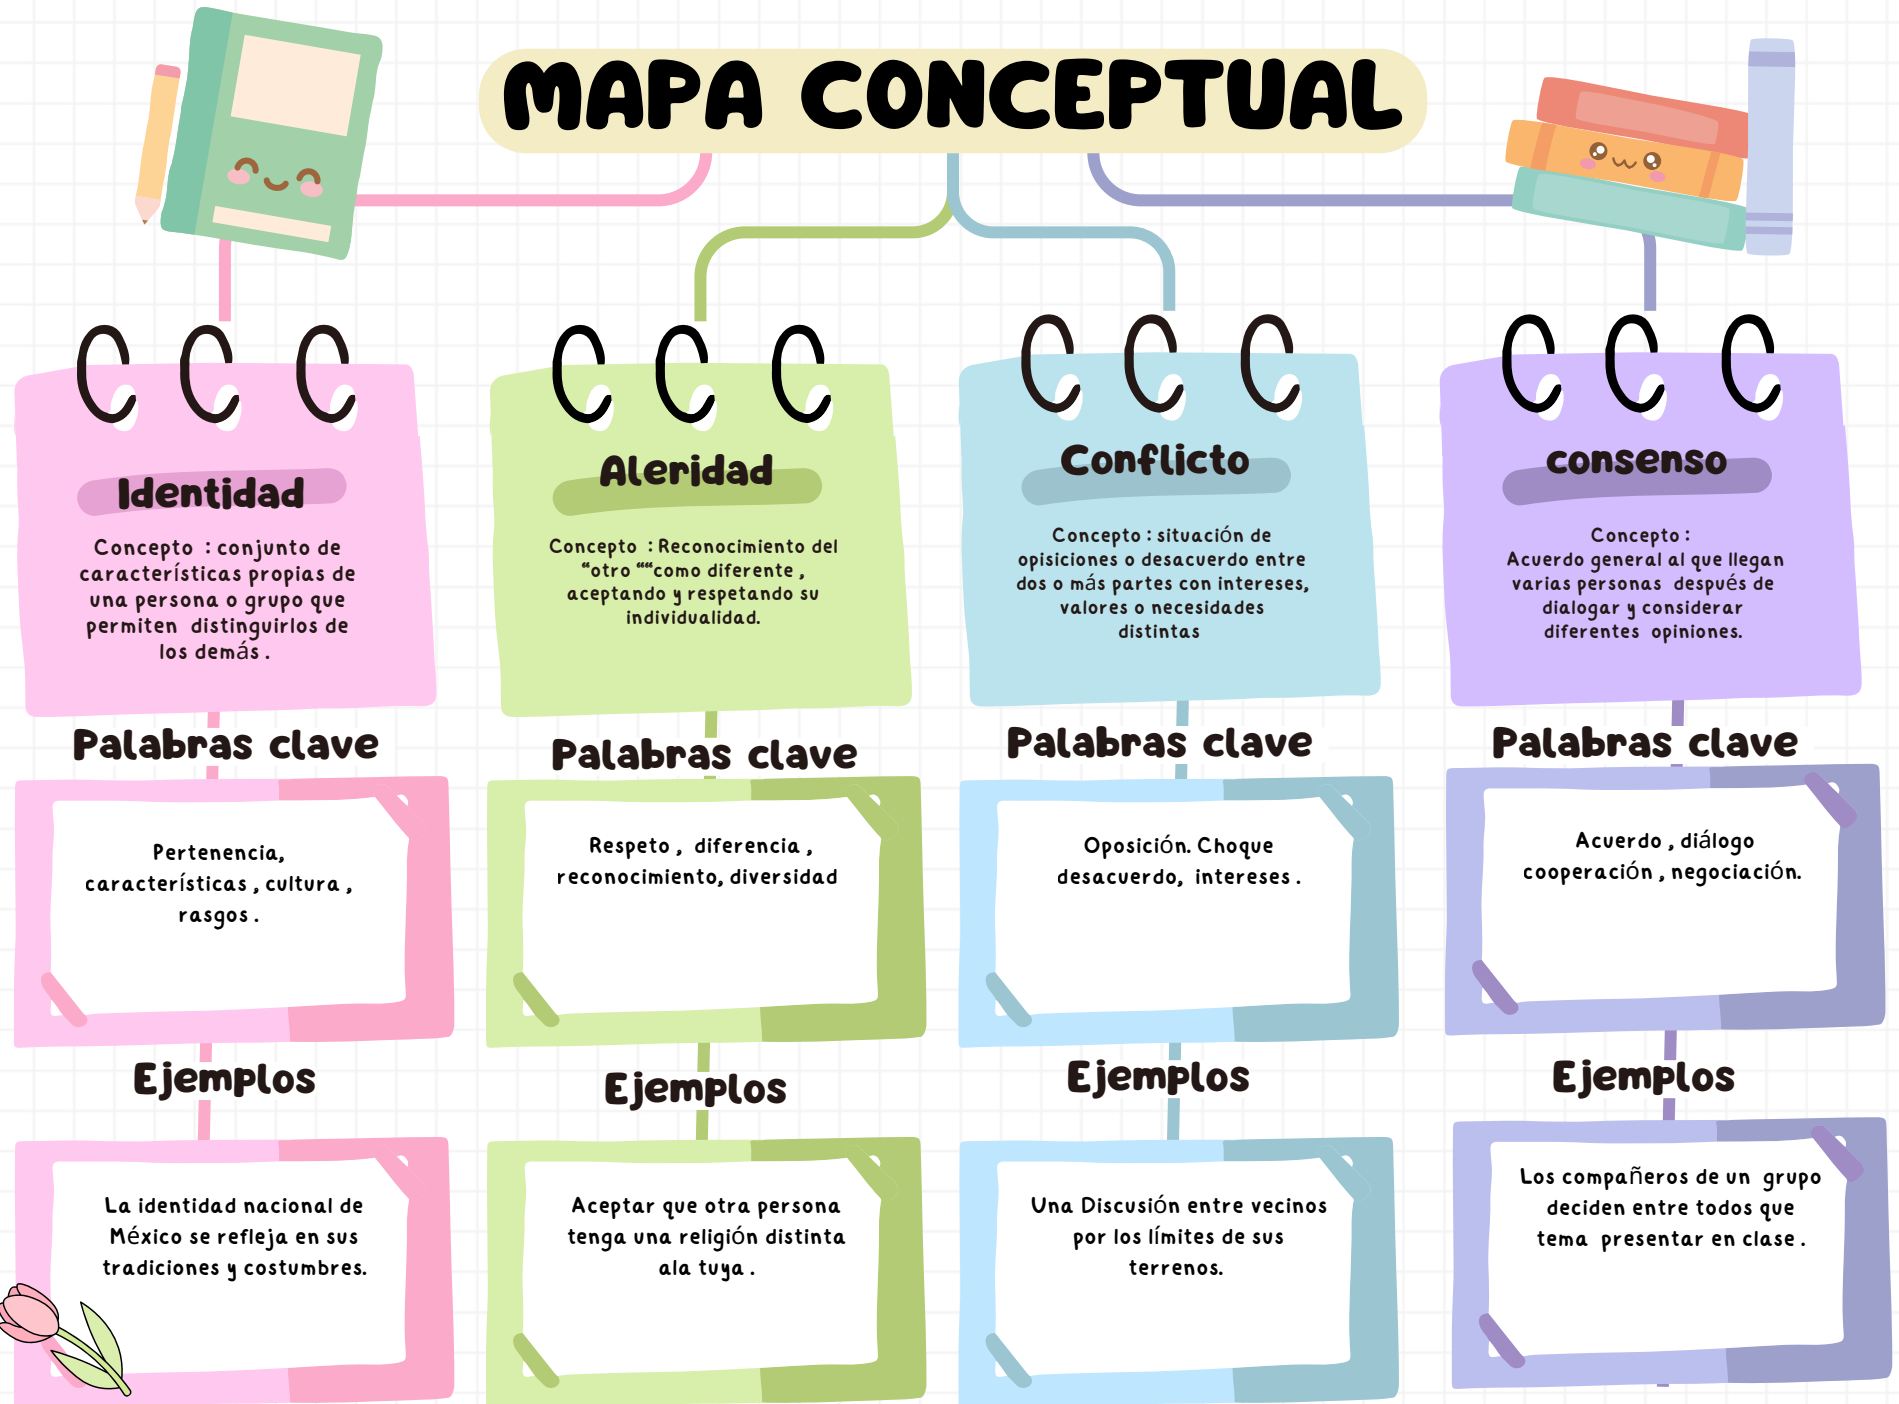 MAPA CONCEPTUAL
Identidad
Concepto : conjunto de
características propias de
una persona o grupo que
permiten distinguirlos de
los demás .
Palabras clave
Pertenencia,
características , cultura ,
rasgos .
Ejemplos
La identidad nacional de
México se refleja en sus
tradiciones y costumbres.
Aleridad
Concepto : Reconocimiento del
“otro ““como diferente ,
aceptando y respetando su
individualidad.
Palabras clave
Respeto , diferencia ,
reconocimiento, diversidad
Ejemplos
Aceptar que otra persona
tenga una religión distinta
ala tuya .
Conflicto
Concepto : situación de
opisiciones o desacuerdo entre
dos o más partes con intereses,
valores o necesidades
distintas
Palabras clave
Oposición. Choque
desacuerdo, intereses .
Ejemplos
Una Discusión entre vecinos
por los límites de sus
terrenos.
consenso
Concepto :
Acuerdo general al que llegan
varias personas después de
dialogar y considerar
diferentes opiniones.
Palabras clave
Acuerdo , diálogo
cooperación , negociación.
Ejemplos
Los compañeros de un grupo
deciden entre todos que
tema presentar en clase .